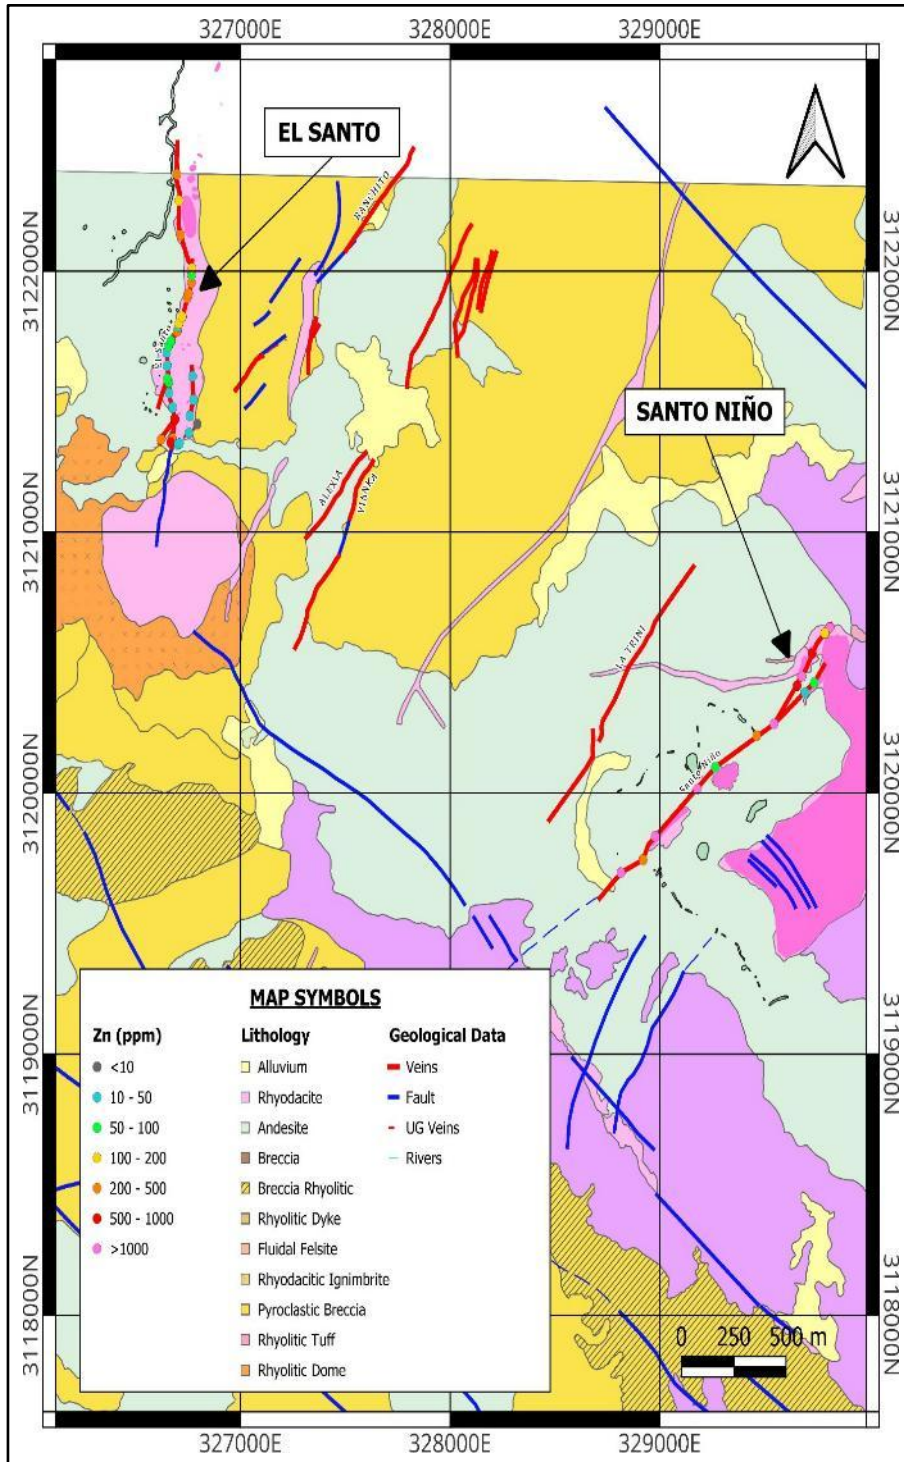 327000E 328000E 329000E
EL SANTO
RANCHITO
3122000N 3122000N
El Santo
SANTO NIÑO
ALEXIA
VIANKA
3121000N 3121000N
LA TRINI
Santo Niño
3120000N 3120000N
MAP SYMBOLS
Zn (ppm) Lithology Geological Data
<10 Alluvium Veins
10 - 50 Rhyodacite Fault
50 - 100 Andesite UG Veins
100 - 200 Breccia Rivers
200 - 500 Breccia Rhyolitic
500 - 1000 Rhyolitic Dyke
>1000 Fluidal Felsite
Rhyodacitic Ignimbrite
Pyroclastic Breccia
Rhyolitic Tuff
Rhyolitic Dome
3119000N 3119000N
3118000N 3118000N
0 250 500 m
327000E 328000E 329000E